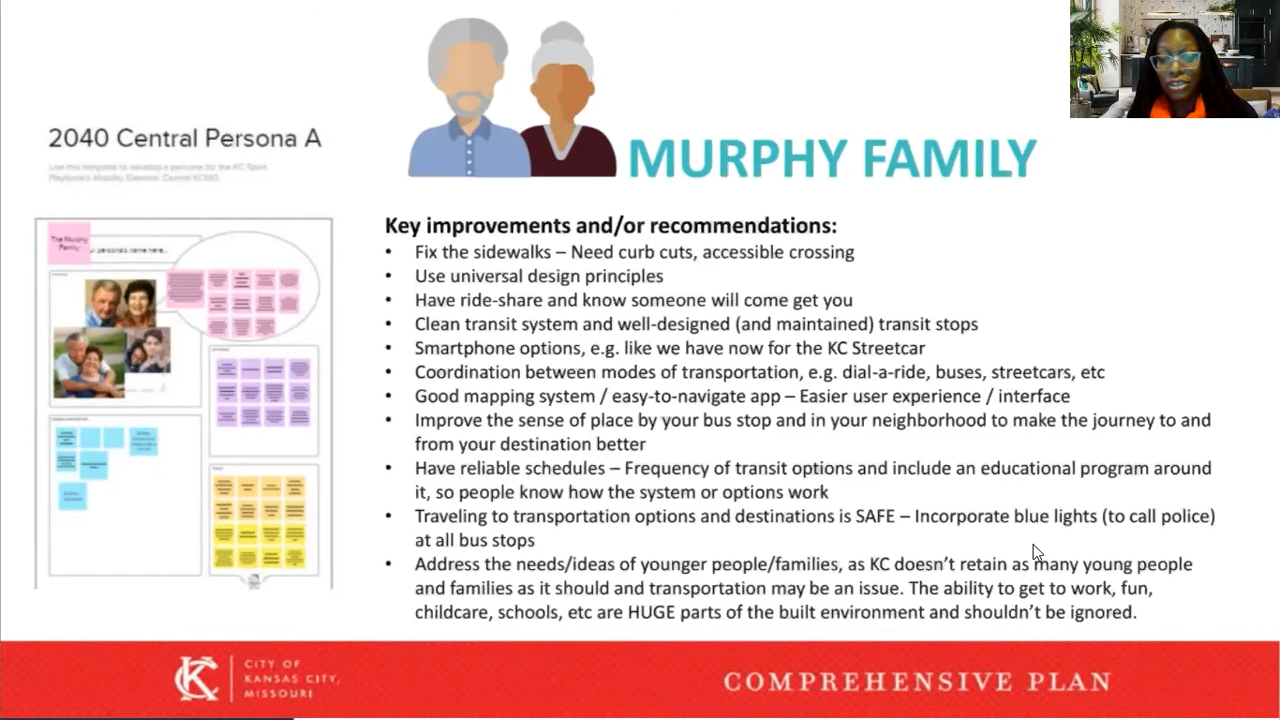 2040 Central Persona A
Use this template to develop a persona for the KC Spirit
Playbook's Mobility Element: Central KCMO.
The Murphy
Family
persona's name here...
MURPHY FAMILY
Key improvements and/or recommendations:
• Fix the sidewalks – Need curb cuts, accessible crossing
• Use universal design principles
• Have ride-share and know someone will come get you
• Clean transit system and well-designed (and maintained) transit stops
• Smartphone options, e.g. like we have now for the KC Streetcar
• Coordination between modes of transportation, e.g. dial-a-ride, buses, streetcars, etc
• Good mapping system / easy-to-navigate app – Easier user experience / interface
• Improve the sense of place by your bus stop and in your neighborhood to make the journey to and
from your destination better
• Have reliable schedules – Frequency of transit options and include an educational program around
it, so people know how the system or options work
• Traveling to transportation options and destinations is SAFE – Incorporate blue lights (to call police)
at all bus stops
• Address the needs/ideas of younger people/families, as KC doesn't retain as many young people
and families as it should and transportation may be an issue. The ability to get to work, fun,
childcare, schools, etc are HUGE parts of the built environment and shouldn't be ignored.
KC
CITY OF
KANSAS CITY,
MISSOURI
COMPREHENSIVE PLAN